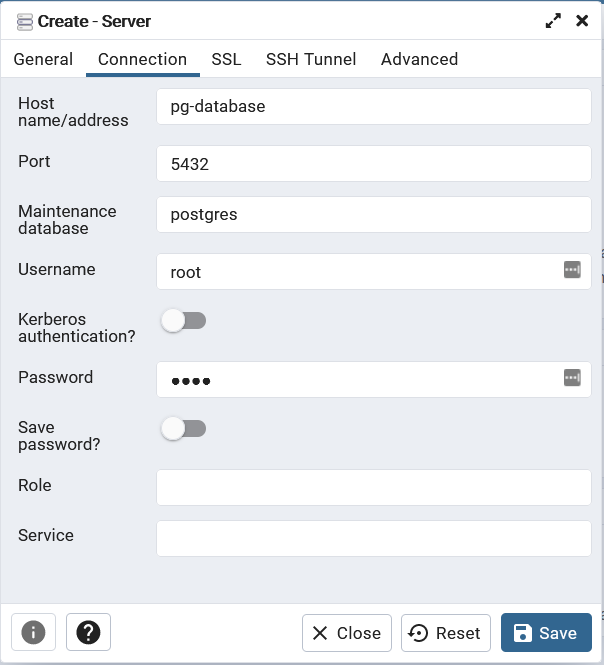 Create - Server
General Connection SSL SSH Tunnel Advanced
Host
name/address
pg-database
Port
5432
Maintenance
database
postgres
Username
root
Kerberos
authentication?
Password
●●●●
Save
password?
Role
Service
Close Reset Save